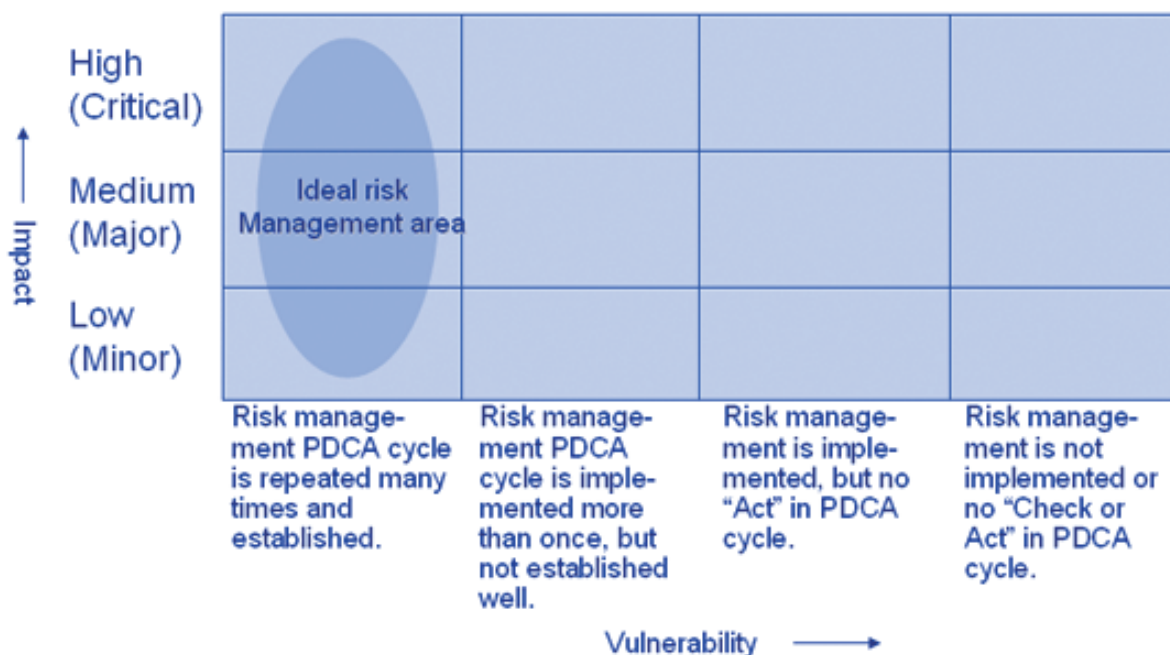 High
(Critical)
Medium
(Major)
Low
(Minor)
Impact
Ideal risk
Management area
Risk manage-
ment PDCA cycle
is repeated many
times and
established.
Risk manage-
ment PDCA
cycle is imple-
mented more
than once, but
not established
well.
Risk manage-
ment is imple-
mented, but no
“Act” in PDCA
cycle.
Risk manage-
ment is not
implemented or
no “Check or
Act” in PDCA
cycle.
Vulnerability